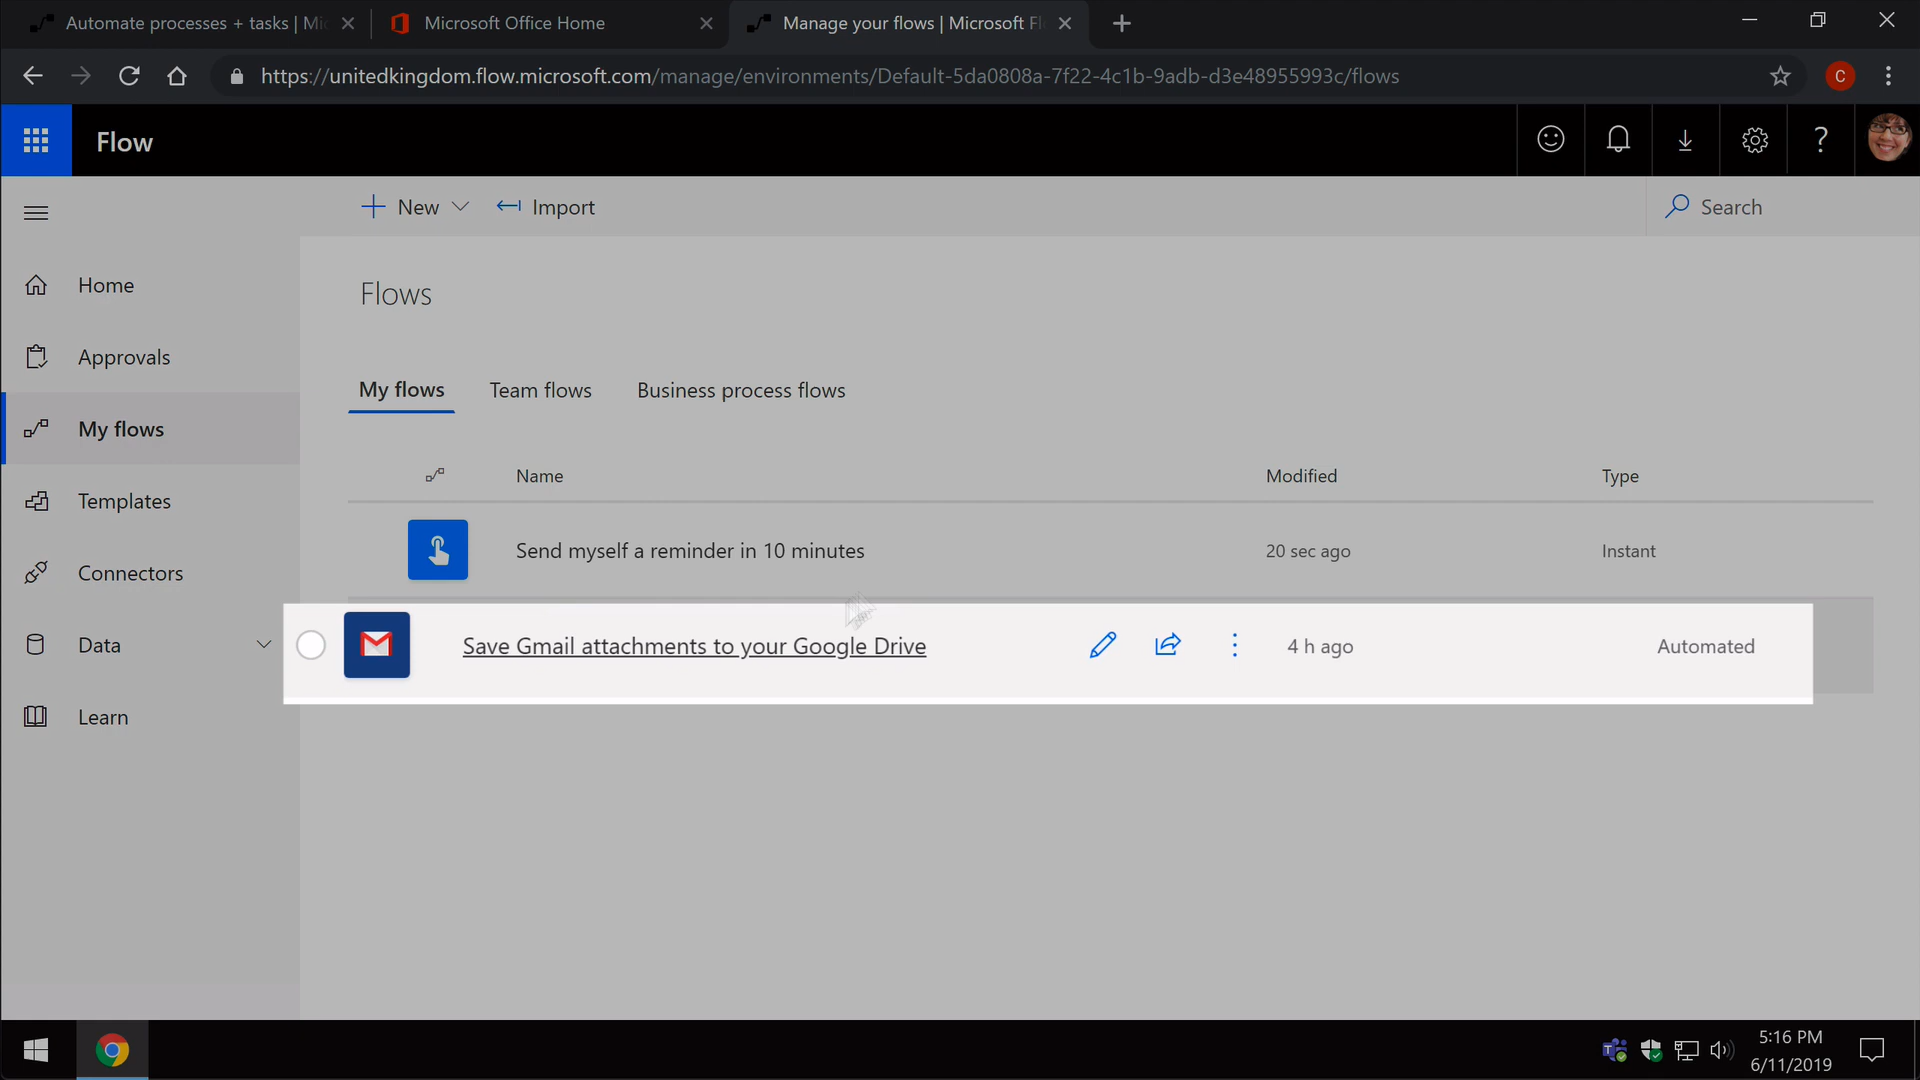 Automate processes + tasks | Mi
Microsoft Office Home
Manage your flows | Microsoft Fl
https://unitedkingdom.flow.microsoft.com/manage/environments/Default-5da0808a-7f22-4c1b-9adb-d3e48955993c/flows
C
Flow
?
New
Import
Search
Home
Approvals
My flows
Templates
Connectors
Data
Learn
Flows
My flows Team flows Business process flows
Name Modified Type
Send myself a reminder in 10 minutes 20 sec ago Instant
Save Gmail attachments to your Google Drive 4 h ago Automated
5:16 PM
6/11/2019